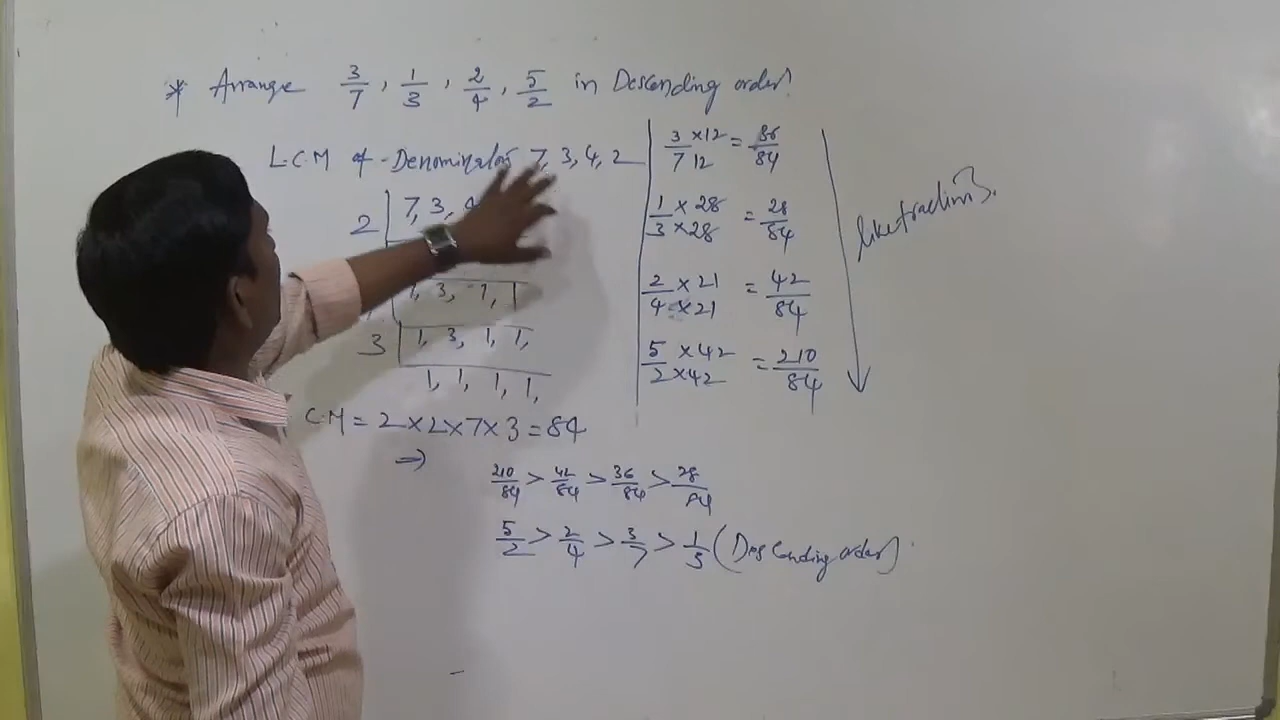 * Arrange 3/7, 1/3, 2/4, 5/2 in Descending order.
L.C.M of Denominators 7, 3, 4, 2
2 | 7, 3, 4
1, 3, 1, 1
3 | 1, 3, 1, 1,
1, 1, 1, 1,
C.M = 2 × 2 × 7 × 3 = 84
⇒
3/7 ×12/12 = 36/84
1/3 × 28/× 28 = 28/84
2/4 × 21/× 21 = 42/84
5/2 × 42/× 42 = 210/84
like fractions.
210/84 > 42/84 > 36/84 > 28/84
5/2 > 2/4 > 3/7 > 1/3 (Descending order).